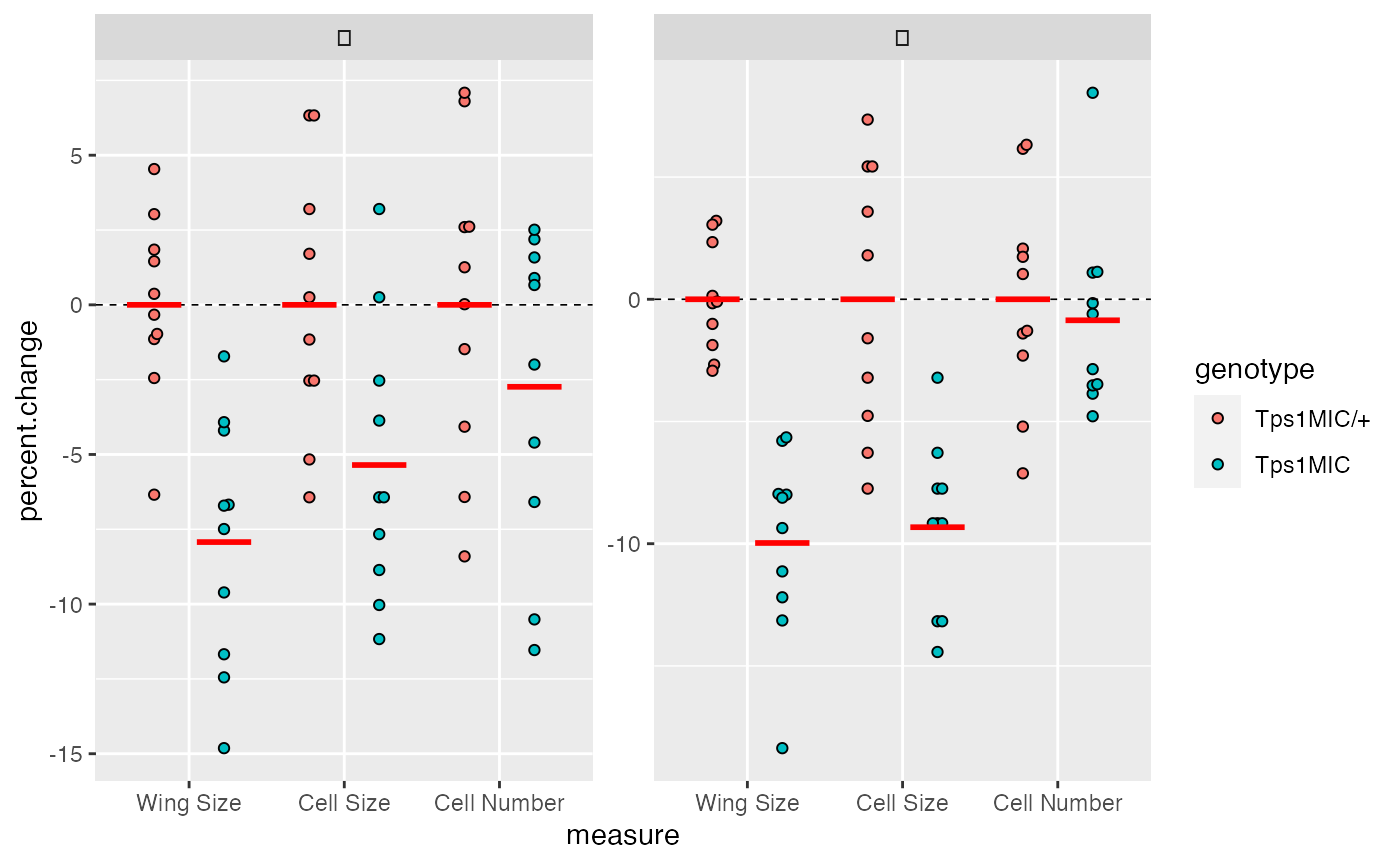 percent.change
5
0
-5
-10
-15
0
-10
Wing Size Cell Size Cell Number
Wing Size Cell Size Cell Number
measure
genotype
Tps1MIC/+
Tps1MIC